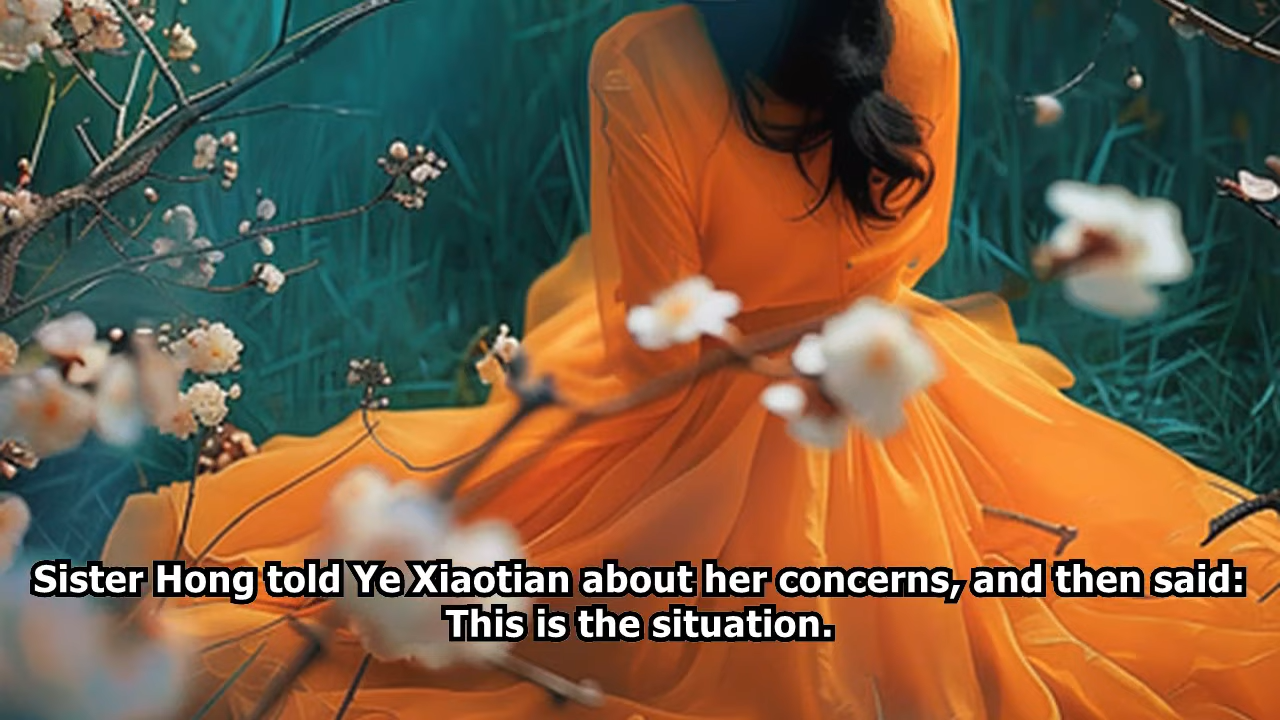 Sister Hong told Ye Xiaotian about her concerns, and then said:
This is the situation.